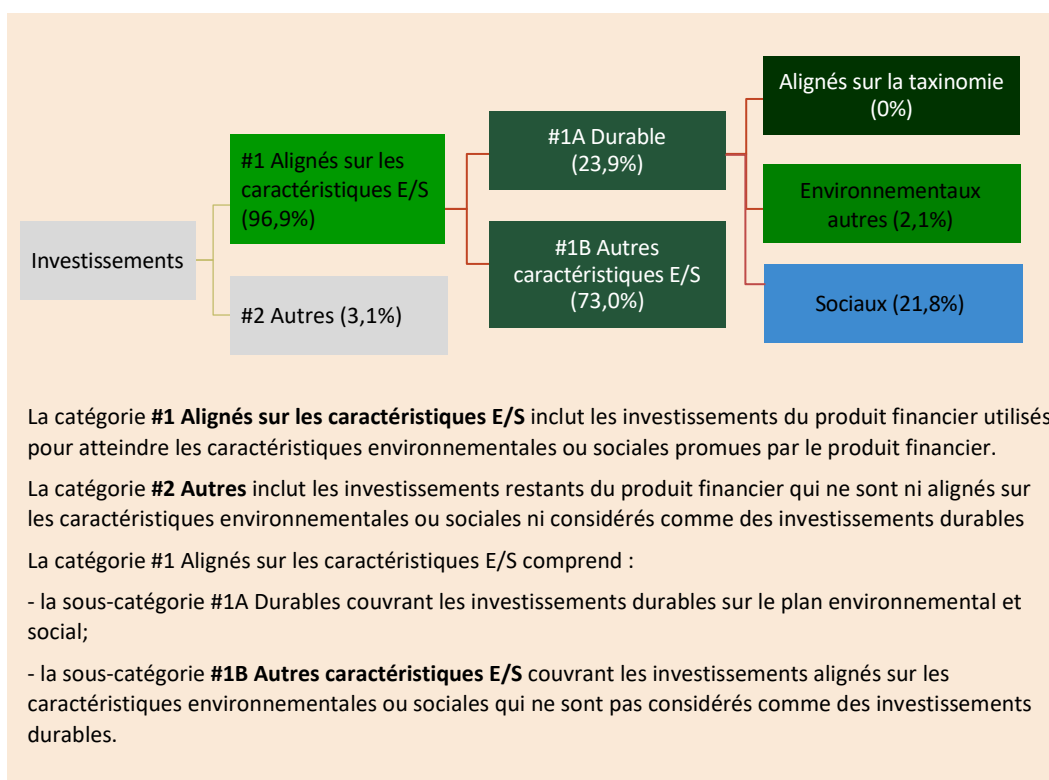 Investissements
#1 Alignés sur les
caractéristiques E/S
(96,9%)
#2 Autres (3,1%)
#1A Durable
(23,9%)
#1B Autres
caractéristiques E/S
(73,0%)
Alignés sur la taxinomie
(0%)
Environnementaux
autres (2,1%)
Sociaux (21,8%)
La catégorie #1 Alignés sur les caractéristiques E/S inclut les investissements du produit financier utilisés
pour atteindre les caractéristiques environnementales ou sociales promues par le produit financier.
La catégorie #2 Autres inclut les investissements restants du produit financier qui ne sont ni alignés sur
les caractéristiques environnementales ou sociales ni considérés comme des investissements durables
La catégorie #1 Alignés sur les caractéristiques E/S comprend :
- la sous-catégorie #1A Durables couvrant les investissements durables sur le plan environnemental et
social;
- la sous-catégorie #1B Autres caractéristiques E/S couvrant les investissements alignés sur les
caractéristiques environnementales ou sociales qui ne sont pas considérés comme des investissements
durables.